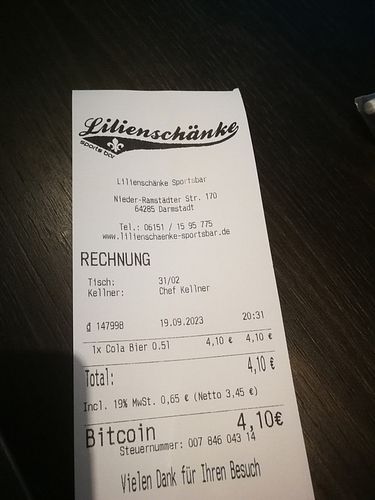 Lilienschänke
sports bar
Lilienschänke Sportsbar
Nieder-Ramstädter Str. 170
64285 Darmstadt
Tel.: 06151 / 15 95 775
www.lilienschaenke-sportsbar.de
RECHNUNG
Tisch: 31/02
Kellner: Chef Kellner
# 147998 19.09.2023 20:31
1x Cola Bier 0.5l 4,10 € 4,10 €
Total: 4,10 €
Incl. 19% MwSt. 0,65 € (Netto 3,45 €)
Bitcoin 4,10€
Steuernummer: 007 846 043 14
Vielen Dank für Ihren Besuch